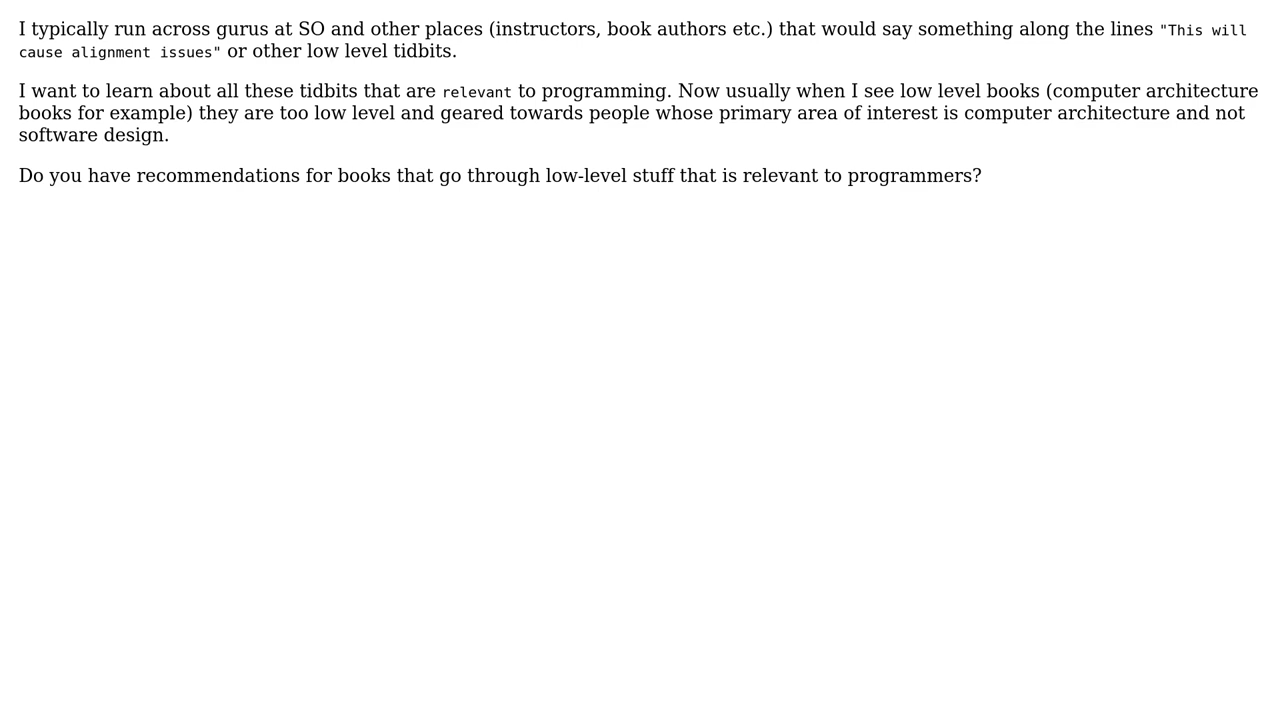 I typically run across gurus at SO and other places (instructors, book authors etc.) that would say something along the lines "This will
cause alignment issues" or other low level tidbits.
I want to learn about all these tidbits that are relevant to programming. Now usually when I see low level books (computer architecture
books for example) they are too low level and geared towards people whose primary area of interest is computer architecture and not
software design.
Do you have recommendations for books that go through low-level stuff that is relevant to programmers?